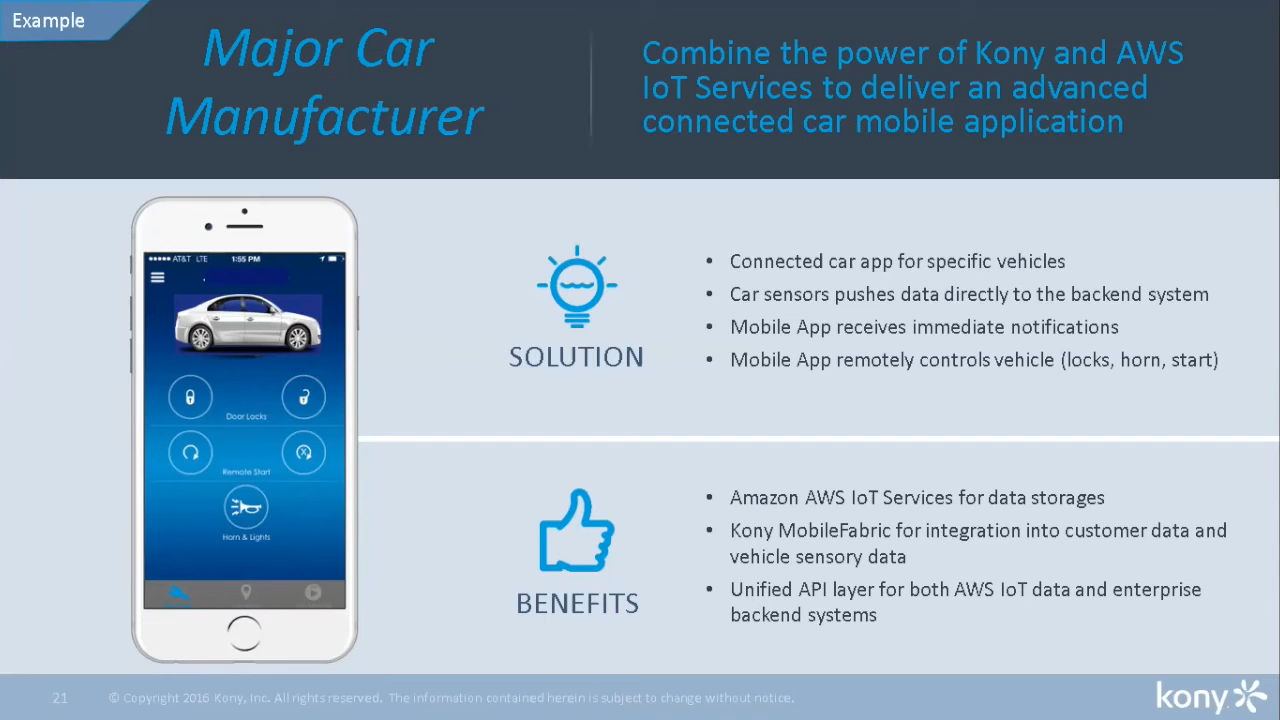 Example
Major Car
Manufacturer
Combine the power of Kony and AWS
IoT Services to deliver an advanced
connected car mobile application
AT&T LTE 1:55 PM
Door Locks
Remote Start
Horn & Lights
SOLUTION
• Connected car app for specific vehicles
• Car sensors pushes data directly to the backend system
• Mobile App receives immediate notifications
• Mobile App remotely controls vehicle (locks, horn, start)
BENEFITS
• Amazon AWS IoT Services for data storages
• Kony MobileFabric for integration into customer data and
vehicle sensory data
• Unified API layer for both AWS IoT data and enterprise
backend systems
21
© Copyright 2016 Kony, Inc. All rights reserved. The information contained herein is subject to change without notice.
kony